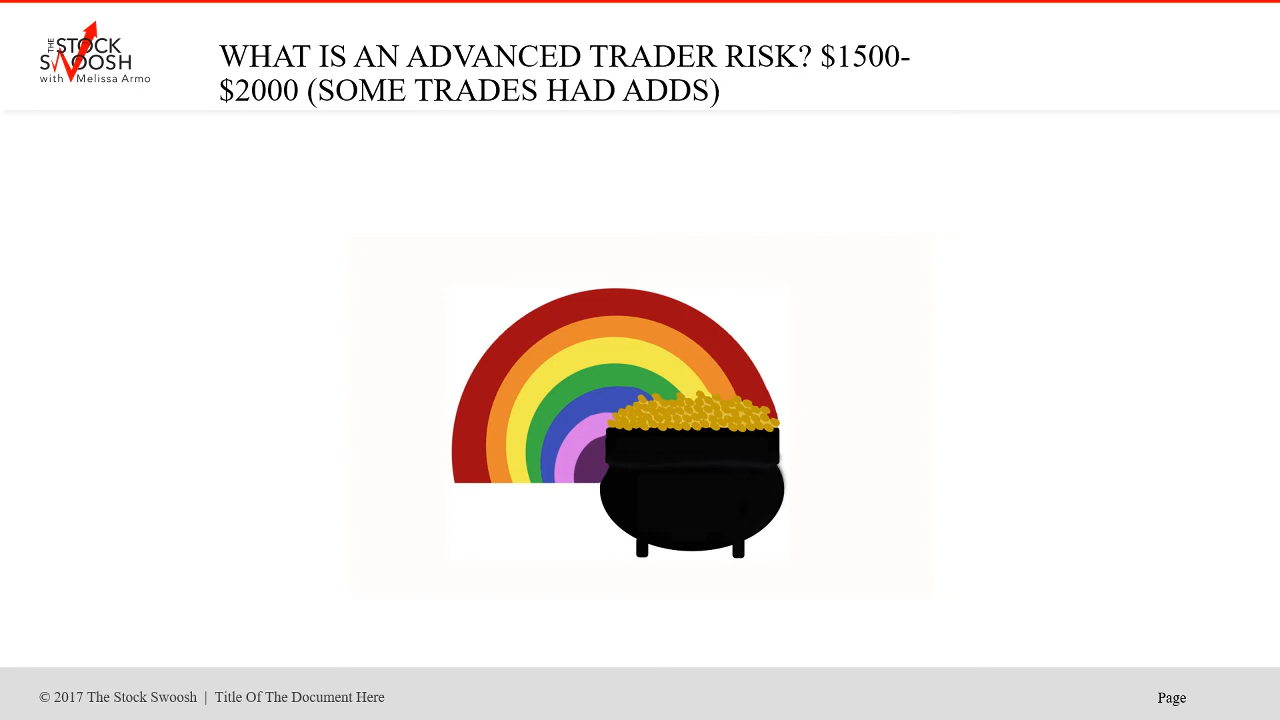 THE STOCK
SWOOSH
with Melissa Armo
WHAT IS AN ADVANCED TRADER RISK? $1500-
$2000 (SOME TRADES HAD ADDS)
© 2017 The Stock Swoosh | Title Of The Document Here
Page